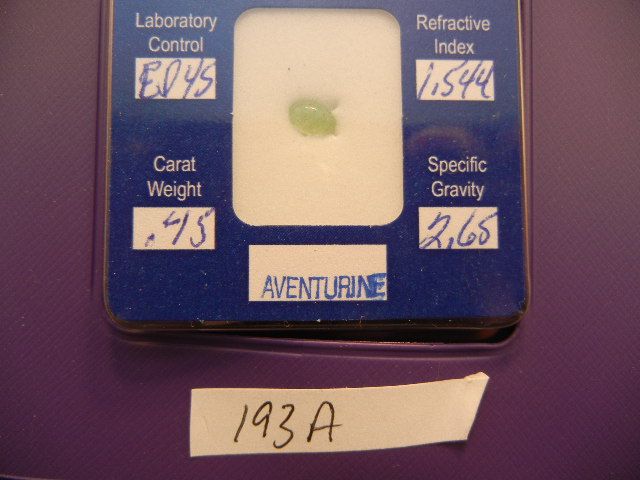 Laboratory
Control
ED45
Refractive
Index
1.544
Carat
Weight
.45
Specific
Gravity
2.65
AVENTURINE
193A